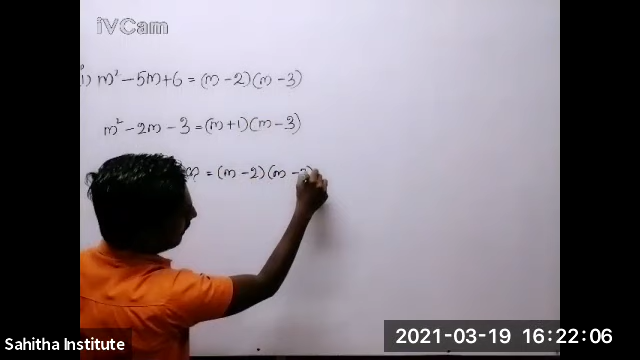 iVCam
i) m² - 5m + 6 = (m - 2)(m - 3)
m² - 2m - 3 = (m + 1)(m - 3)
= (m - 2)(m -
2021-03-19 16:22:06
Sahitha Institute